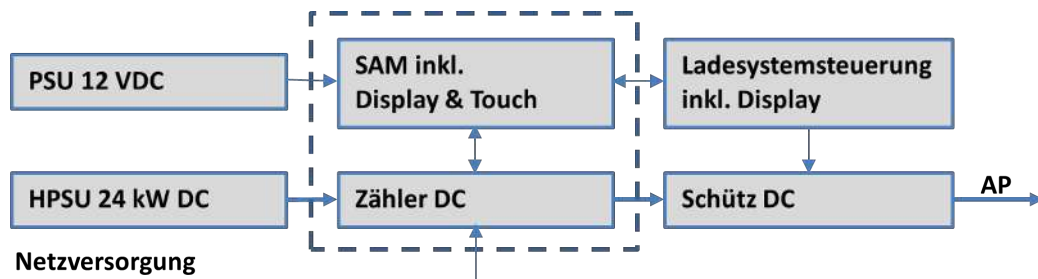 PSU 12 VDC
SAM inkl.
Display & Touch
Ladesystemsteuerung
inkl. Display
HPSU 24 kW DC
Zähler DC
Schütz DC
AP
Netzversorgung